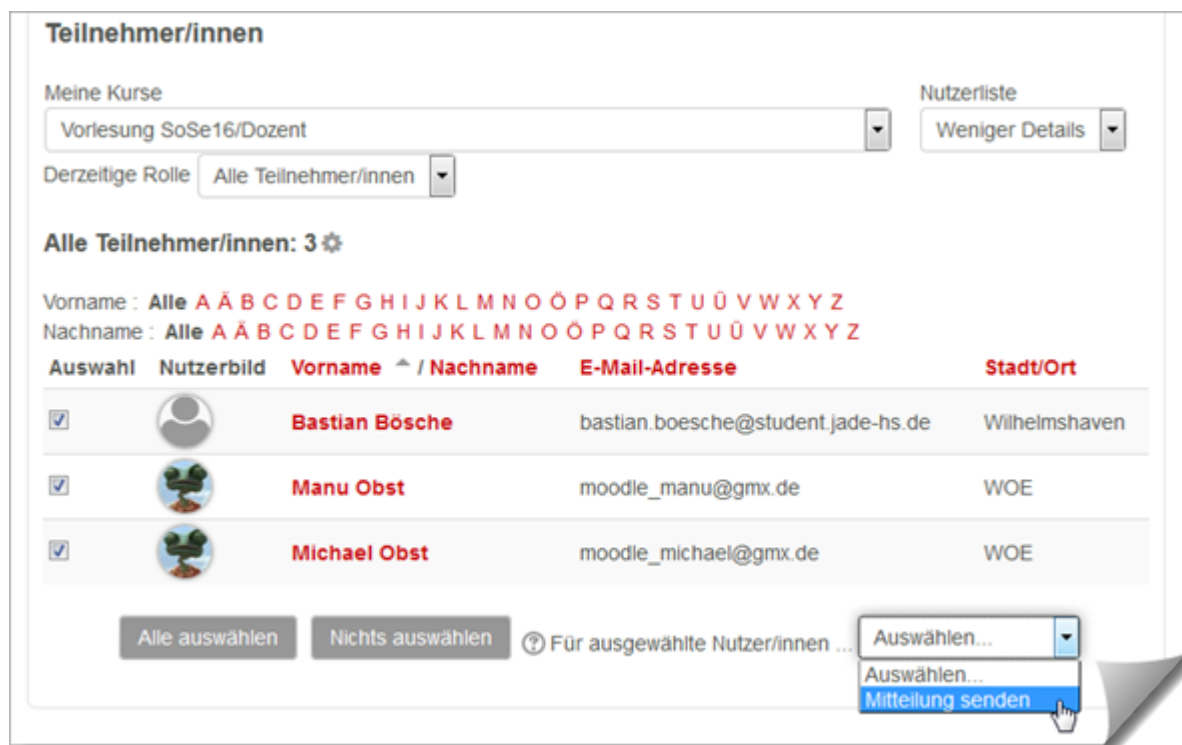 Teilnehmer/innen
Meine Kurse Nutzerliste
Vorlesung SoSe16/Dozent Weniger Details
Derzeitige Rolle Alle Teilnehmer/innen
Alle Teilnehmer/innen: 3
Vorname : Alle A Ä B C D E F G H I J K L M N O Ö P Q R S T U Ü V W X Y Z
Nachname : Alle A Ä B C D E F G H I J K L M N O Ö P Q R S T U Ü V W X Y Z
Auswahl Nutzerbild Vorname / Nachname E-Mail-Adresse Stadt/Ort
Bastian Bösche bastian.boesche@student.jade-hs.de Wilhelmshaven
Manu Obst moodle_manu@gmx.de WOE
Michael Obst moodle_michael@gmx.de WOE
Alle auswählen Nichts auswählen ? Für ausgewählte Nutzer/innen ... Auswählen...
Auswählen...
Mitteilung senden